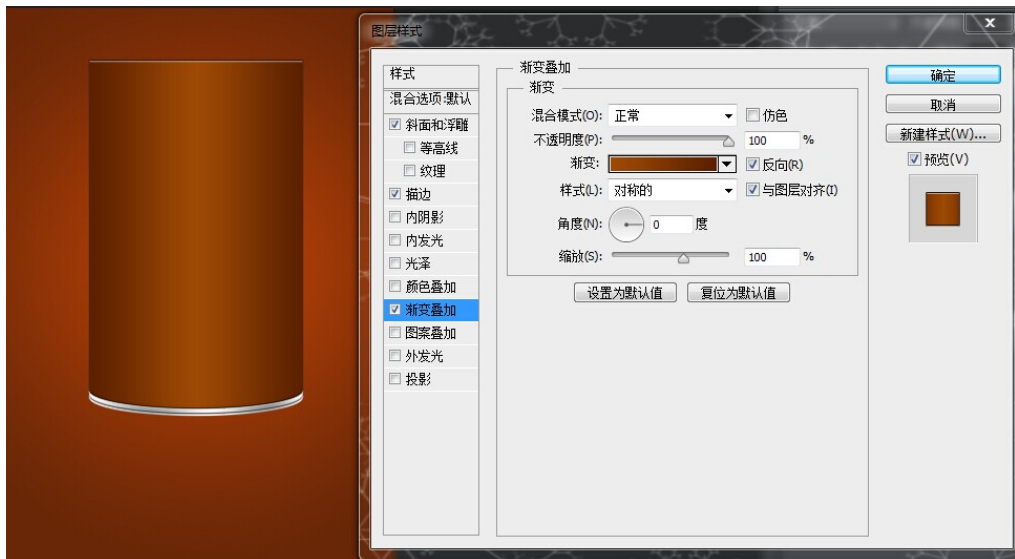 图层样式
X
样式
混合选项:默认
斜面和浮雕
等高线
纹理
描边
内阴影
内发光
光泽
颜色叠加
渐变叠加
图案叠加
外发光
投影
渐变叠加
渐变
混合模式(O): 正常 仿色
不透明度(P): 100 %
渐变: 反向(R)
样式(L): 对称的 与图层对齐(I)
角度(N): 0 度
缩放(S): 100 %
设置为默认值 复位为默认值
确定
取消
新建样式(W)...
预览(V)